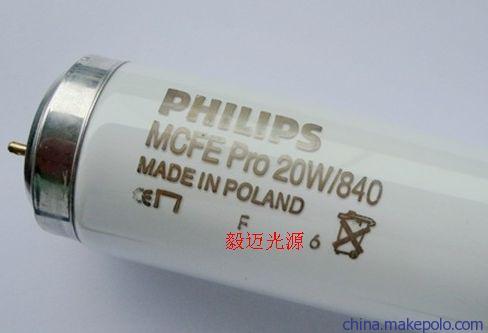 PHILIPS
MCFE Pro 20W/840
MADE IN POLAND
CE
F
6
毅迈光源
china.makepolo.com